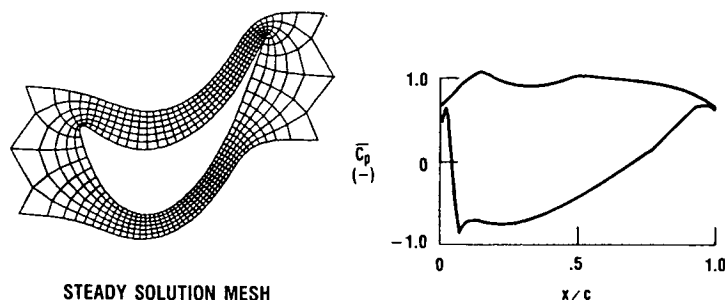 STEADY SOLUTION MESH
1.0
C̅p
(-)
0
-1.0
0 .5 1.0
x/c